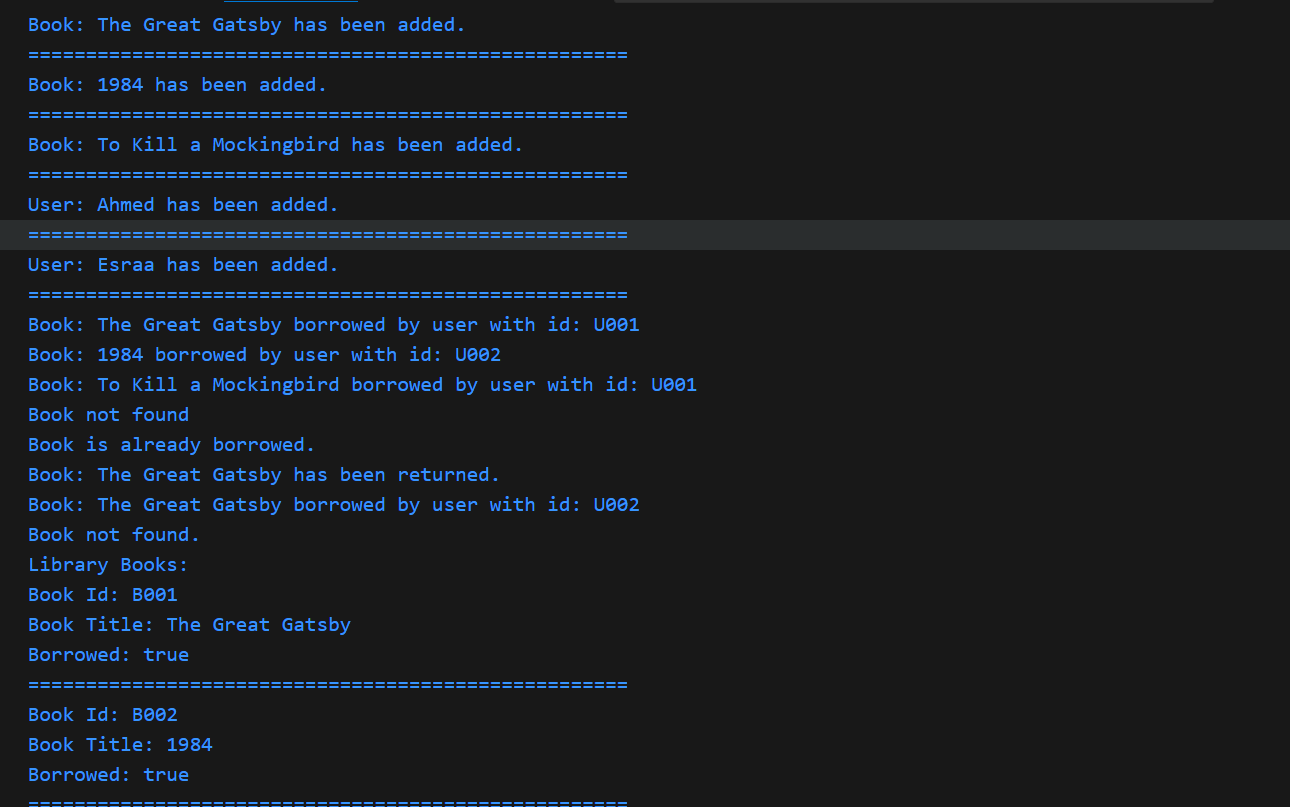 Book: The Great Gatsby has been added.
====================================================
Book: 1984 has been added.
====================================================
Book: To Kill a Mockingbird has been added.
====================================================
User: Ahmed has been added.
====================================================
User: Esraa has been added.
====================================================
Book: The Great Gatsby borrowed by user with id: U001
Book: 1984 borrowed by user with id: U002
Book: To Kill a Mockingbird borrowed by user with id: U001
Book not found
Book is already borrowed.
Book: The Great Gatsby has been returned.
Book: The Great Gatsby borrowed by user with id: U002
Book not found.
Library Books:
Book Id: B001
Book Title: The Great Gatsby
Borrowed: true
====================================================
Book Id: B002
Book Title: 1984
Borrowed: true
====================================================